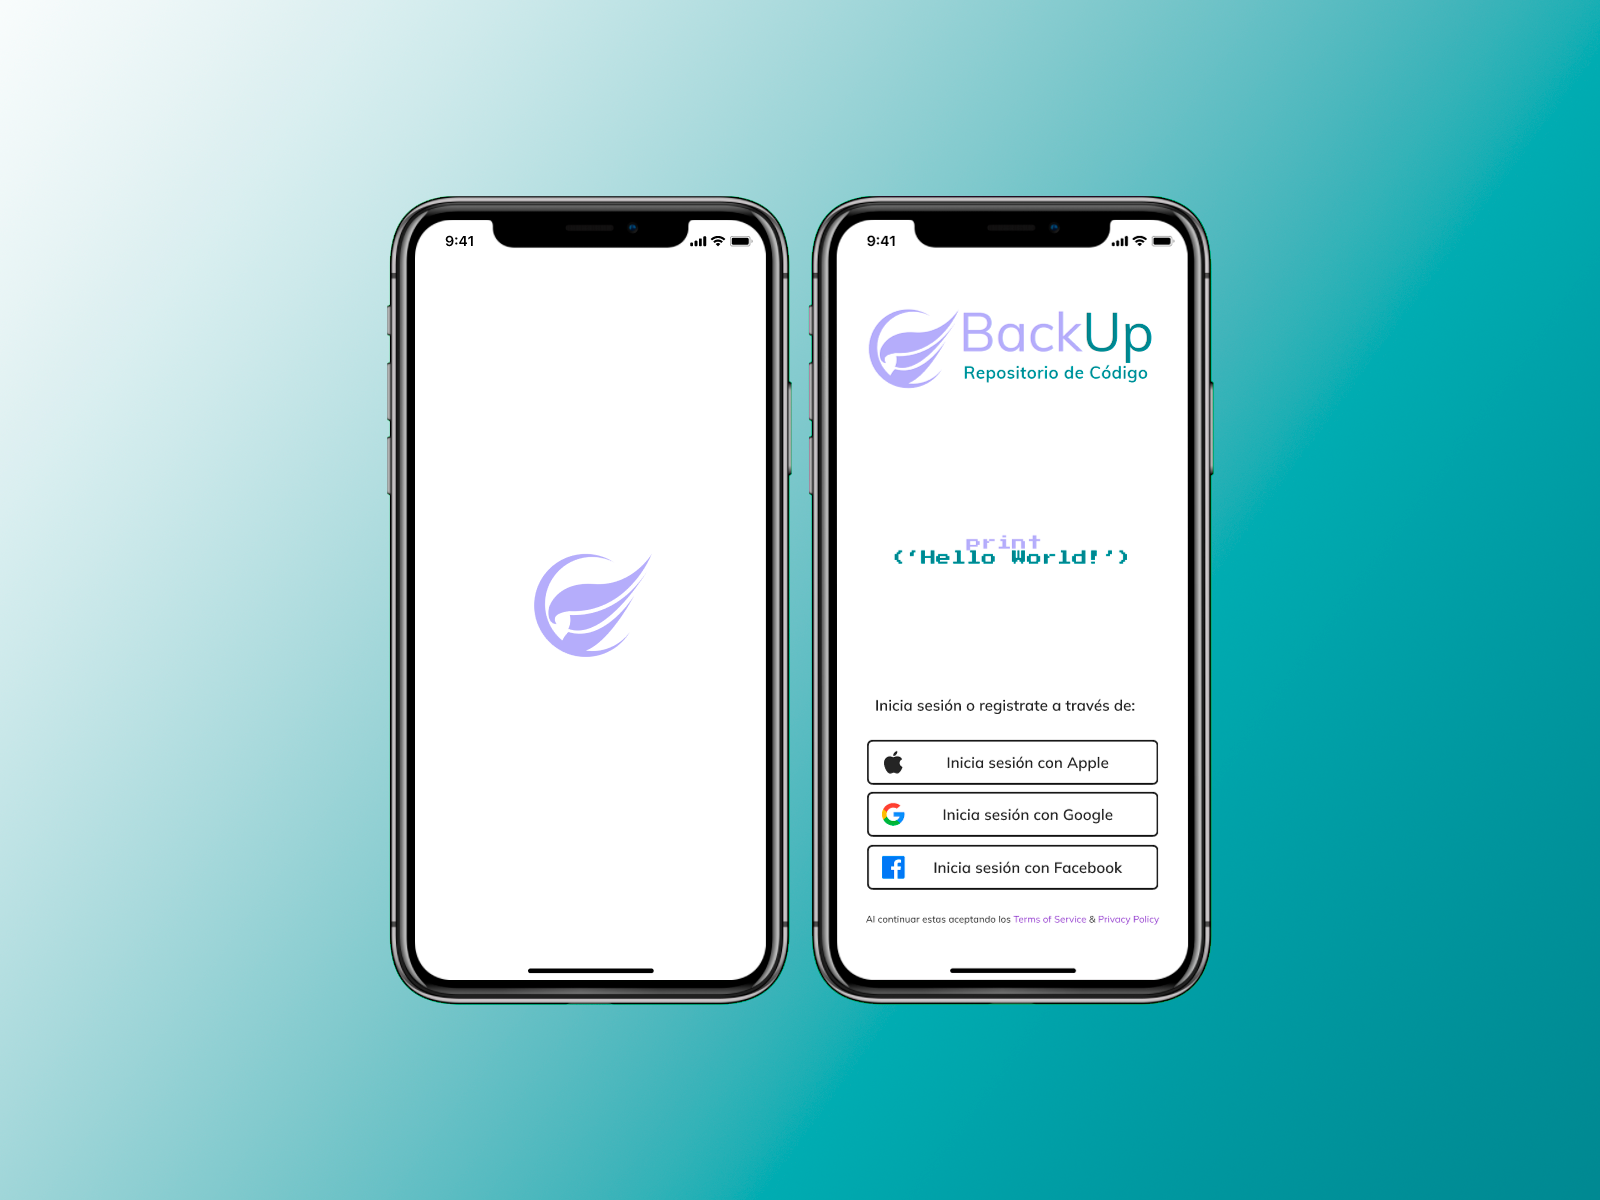 9:41
9:41
BackUp
Repositorio de Código
print
(‘Hello World!’)
Inicia sesión o registrate a través de:
Inicia sesión con Apple
Inicia sesión con Google
Inicia sesión con Facebook
Al continuar estas aceptando los Terms of Service & Privacy Policy